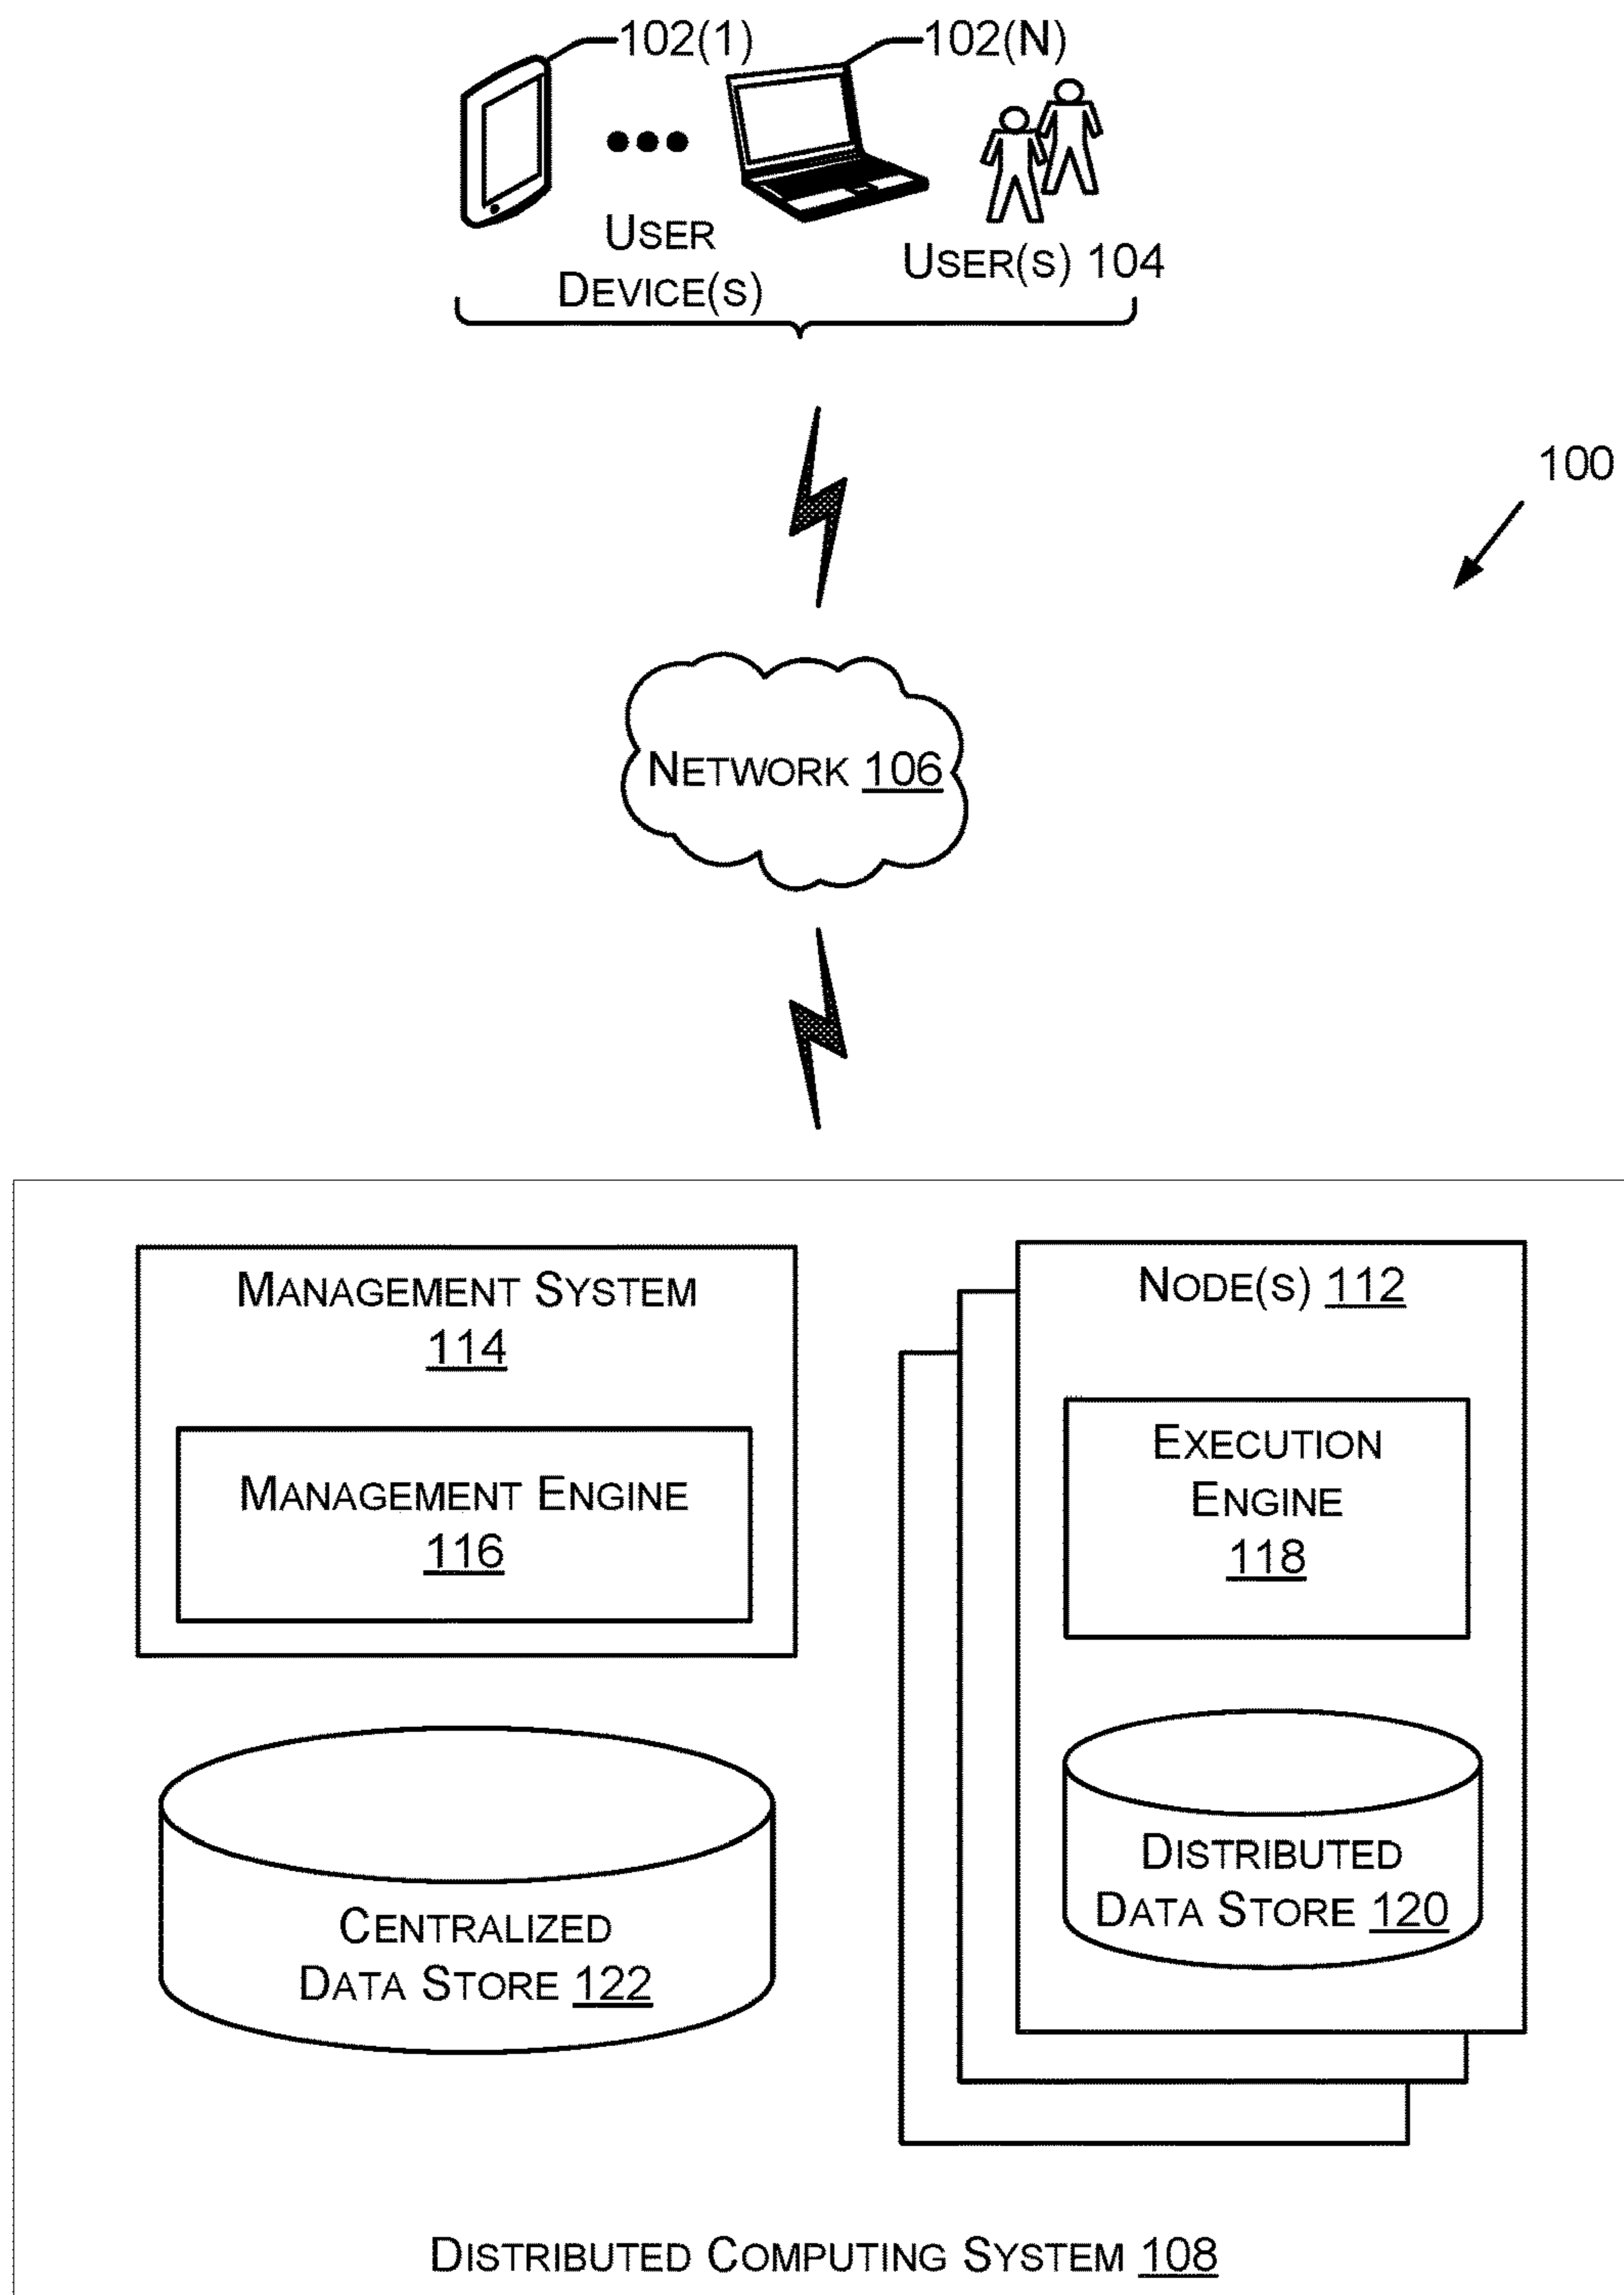 102(1)
102(N)
USER
DEVICE(S)
USER(S) 104
100
NETWORK 106
MANAGEMENT SYSTEM
114
MANAGEMENT ENGINE
116
NODE(S) 112
EXECUTION
ENGINE
118
CENTRALIZED
DATA STORE 122
DISTRIBUTED
DATA STORE 120
DISTRIBUTED COMPUTING SYSTEM 108